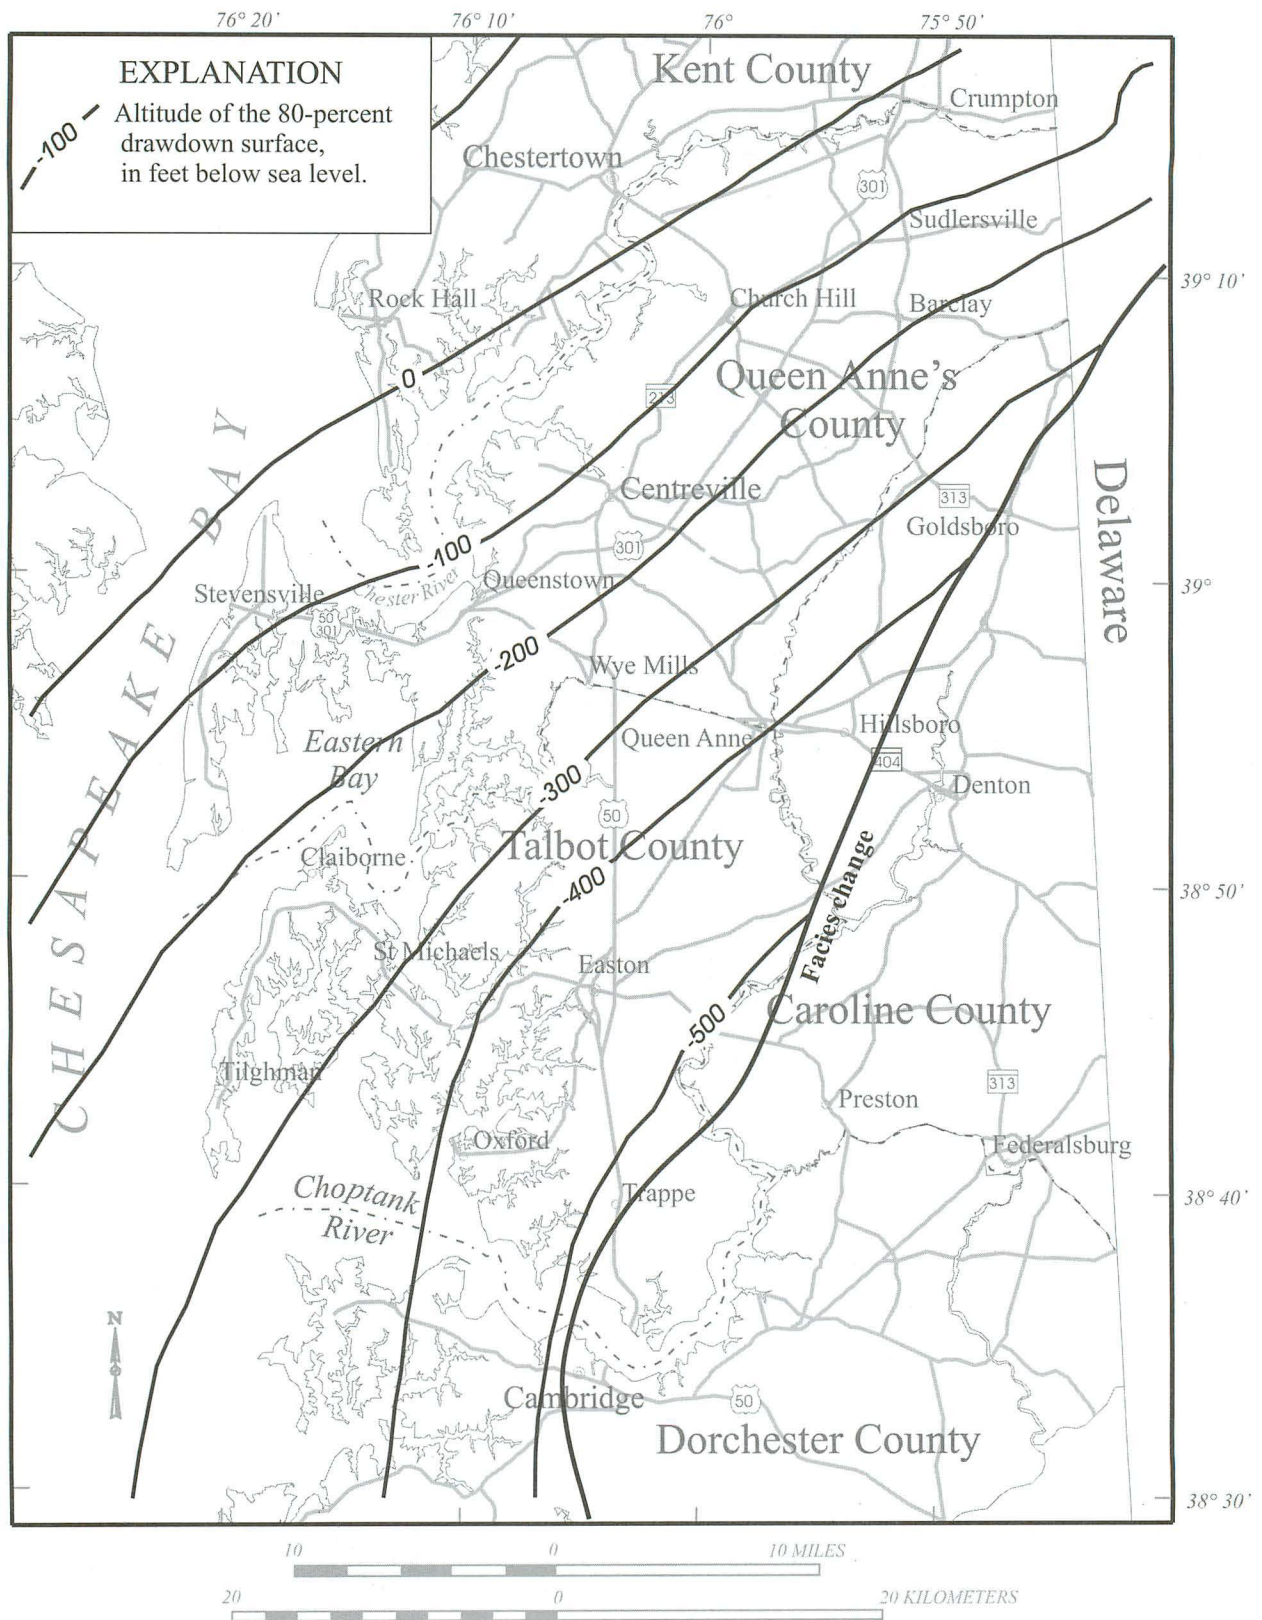 76° 20’
76° 10’
76°
75° 50’
EXPLANATION
-100
Altitude of the 80-percent
drawdown surface,
in feet below sea level.
Kent County
Crumpton
Chestertown
301
Sudlersville
39° 10’
Rock Hall
Church Hill
Barclay
0
Queen Anne’s
County
213
CHESAPEAKE BAY
Centreville
Delaware
313
Goldsboro
301
-100
Chester River
Queenstown
39°
Stevensville
50
301
-200
Wye Mills
Eastern
Bay
Queen Anne
Hillsboro
404
-300
Denton
50
Talbot County
Claiborne
-400
Facies change
38° 50’
St Michaels
Easton
-500
Caroline County
Tilghman
313
Preston
Oxford
Federalsburg
Choptank
River
Trappe
38° 40’
N
Cambridge
50
Dorchester County
38° 30’
10 0 10 MILES
20 0 20 KILOMETERS